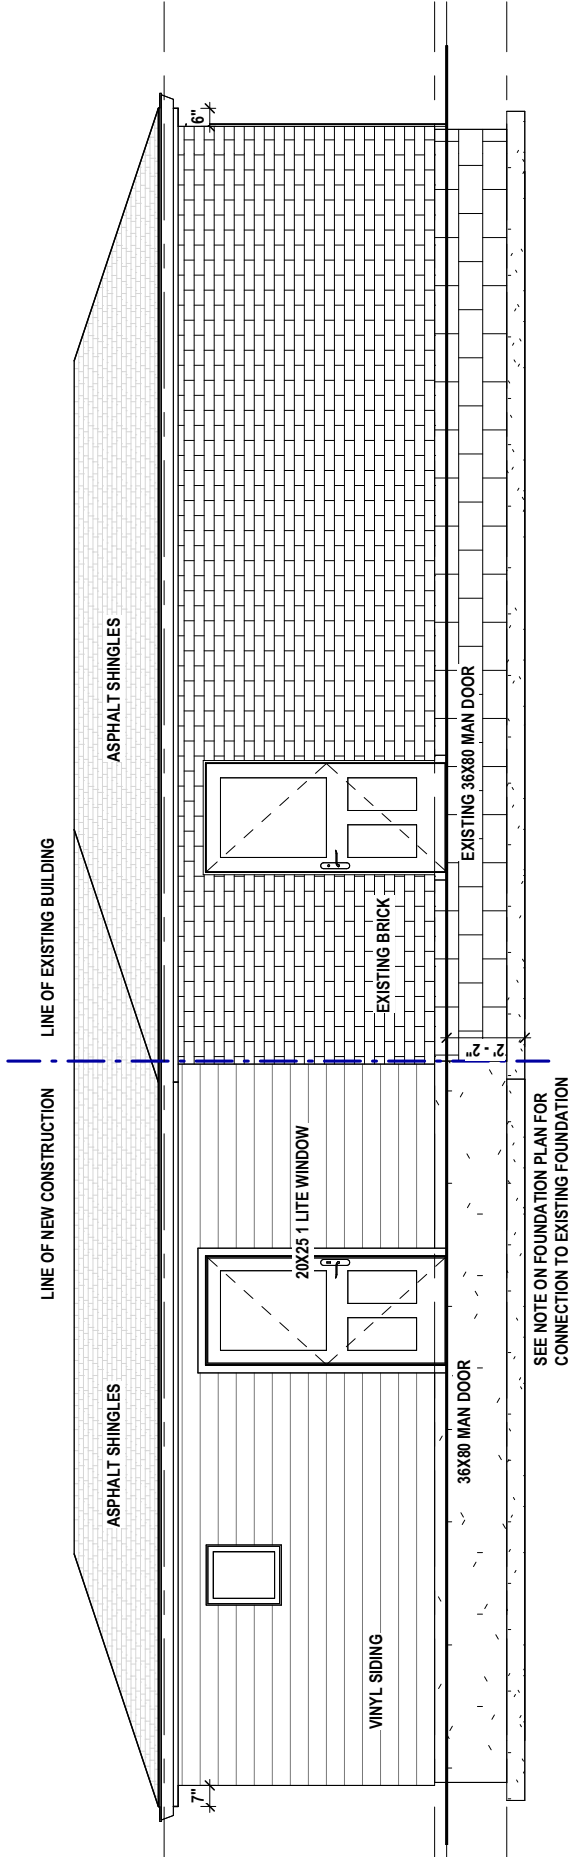 LINE OF NEW CONSTRUCTION
LINE OF EXISTING BUILDING
ASPHALT SHINGLES
ASPHALT SHINGLES
7"
6"
20X25 1 LITE WINDOW
VINYL SIDING
EXISTING BRICK
36X80 MAN DOOR
EXISTING 36X80 MAN DOOR
2' - 2"
SEE NOTE ON FOUNDATION PLAN FOR
CONNECTION TO EXISTING FOUNDATION